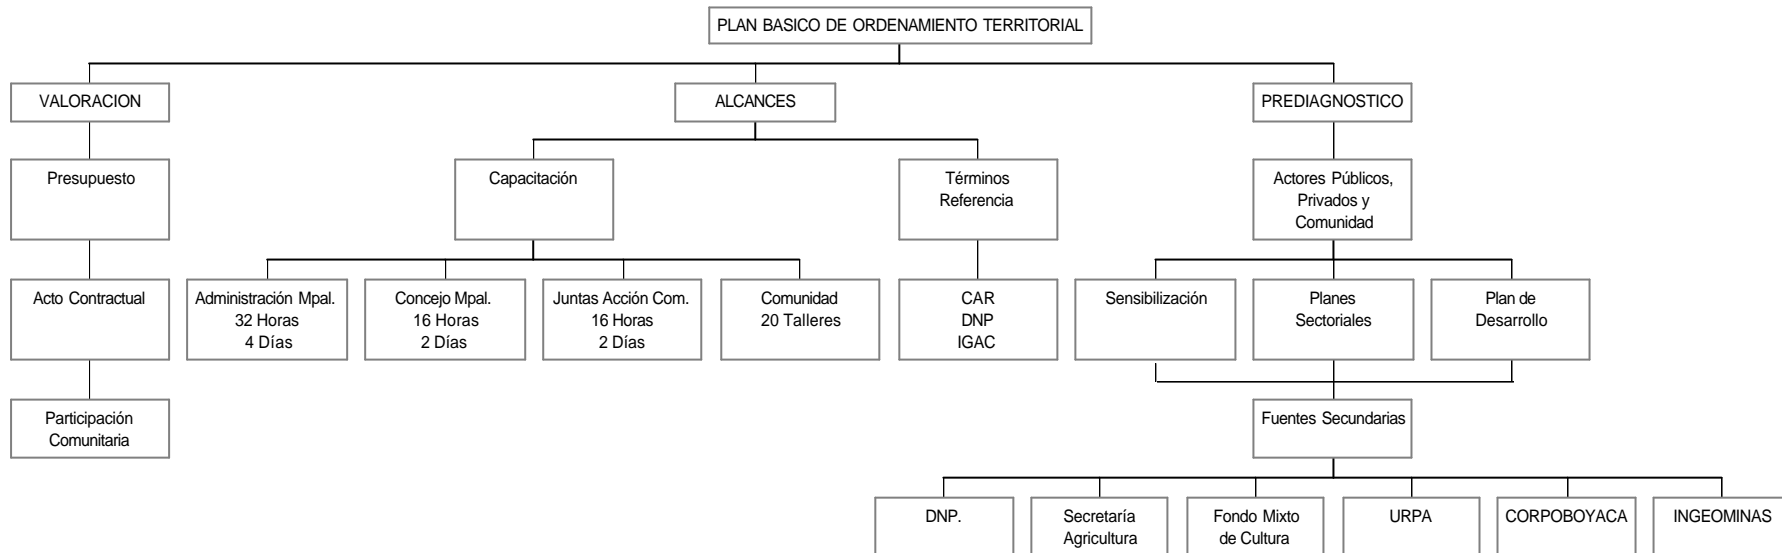 PLAN BASICO DE ORDENAMIENTO TERRITORIAL
VALORACION
ALCANCES
PREDIAGNOSTICO
Presupuesto
Capacitación
Términos
Referencia
Actores Públicos,
Privados y
Comunidad
Acto Contractual
Administración Mpal.
32 Horas
4 Días
Concejo Mpal.
16 Horas
2 Días
Juntas Acción Com.
16 Horas
2 Días
Comunidad
20 Talleres
CAR
DNP
IGAC
Sensibilización
Planes
Sectoriales
Plan de
Desarrollo
Participación
Comunitaria
Fuentes Secundarias
DNP.
Secretaría
Agricultura
Fondo Mixto
de Cultura
URPA
CORPOBOYACA
INGEOMINAS